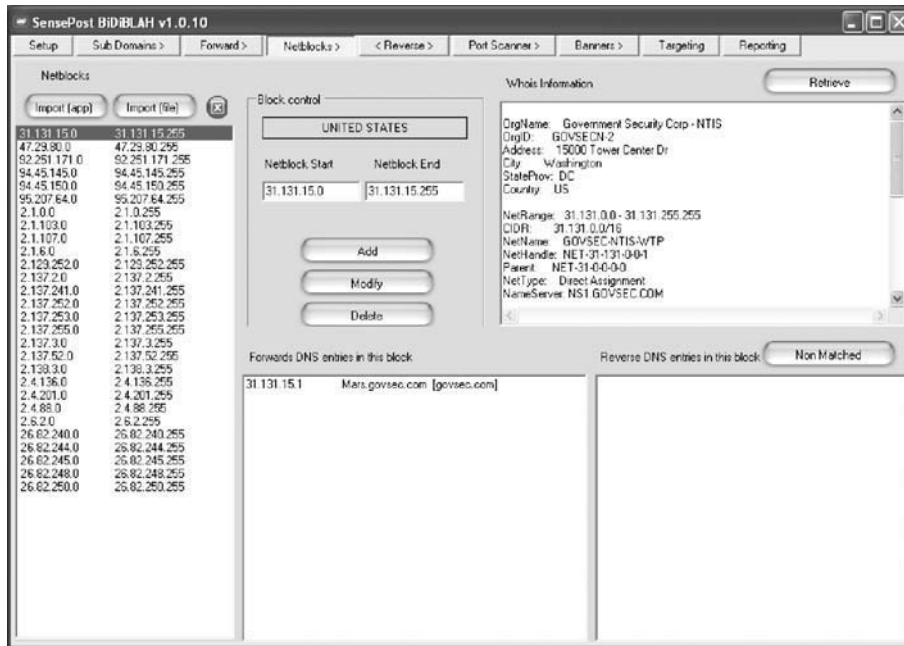 SensePost BiDiBLAH v1.0.10
Setup Sub Domains > Forward > Netblocks > < Reverse > Port Scanner > Banners > Targeting Reporting
Netblocks
Import (app) Import (file)
31.131.15.0 31.131.15.255
47.29.80.0 47.29.80.255
92.251.171.0 92.251.171.255
94.45.145.0 94.45.145.255
94.45.150.0 94.45.150.255
95.207.64.0 95.207.64.255
2.1.0.0 2.1.0.255
2.1.103.0 2.1.103.255
2.1.107.0 2.1.107.255
2.1.6.0 2.1.6.255
2.129.252.0 2.129.252.255
2.137.2.0 2.137.2.255
2.137.241.0 2.137.241.255
2.137.252.0 2.137.252.255
2.137.253.0 2.137.253.255
2.137.255.0 2.137.255.255
2.137.3.0 2.137.3.255
2.137.52.0 2.137.52.255
2.138.3.0 2.138.3.255
2.4.136.0 2.4.136.255
2.4.201.0 2.4.201.255
2.4.88.0 2.4.88.255
2.6.2.0 2.6.2.255
26.82.240.0 26.82.240.255
26.82.244.0 26.82.244.255
26.82.245.0 26.82.245.255
26.82.248.0 26.82.248.255
26.82.250.0 26.82.250.255
Block control
UNITED STATES
Netblock Start Netblock End
31.131.15.0 31.131.15.255
Add
Modify
Delete
Whois Information Retrieve
OrgName: Government Security Corp - NTIS
OrgID: GOVSECN-2
Address: 15000 Tower Center Dr
City: Washington
StateProv: DC
Country: US
NetRange: 31.131.0.0 - 31.131.255.255
CIDR: 31.131.0.0/16
NetName: GOVSEC-NTIS-WTP
NetHandle: NET-31-131-0-0-1
Parent: NET-31-0-0-0-0
NetType: Direct Assignment
NameServer: NS1.GOVSEC.COM
Forwards DNS entries in this block
31.131.15.1 Mars.govsec.com [govsec.com]
Reverse DNS entries in this block Non Matched